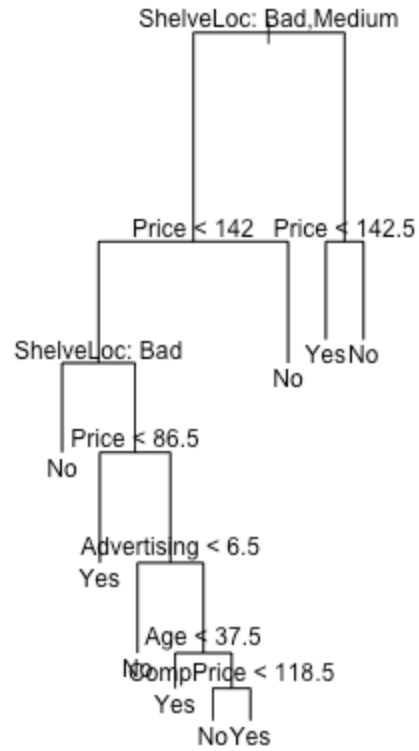 ShelveLoc: Bad,Medium
Price < 142
Price < 142.5
ShelveLoc: Bad
Yes
No
No
Price < 86.5
No
Advertising < 6.5
Yes
Age < 37.5
No
CompPrice < 118.5
Yes
No
Yes